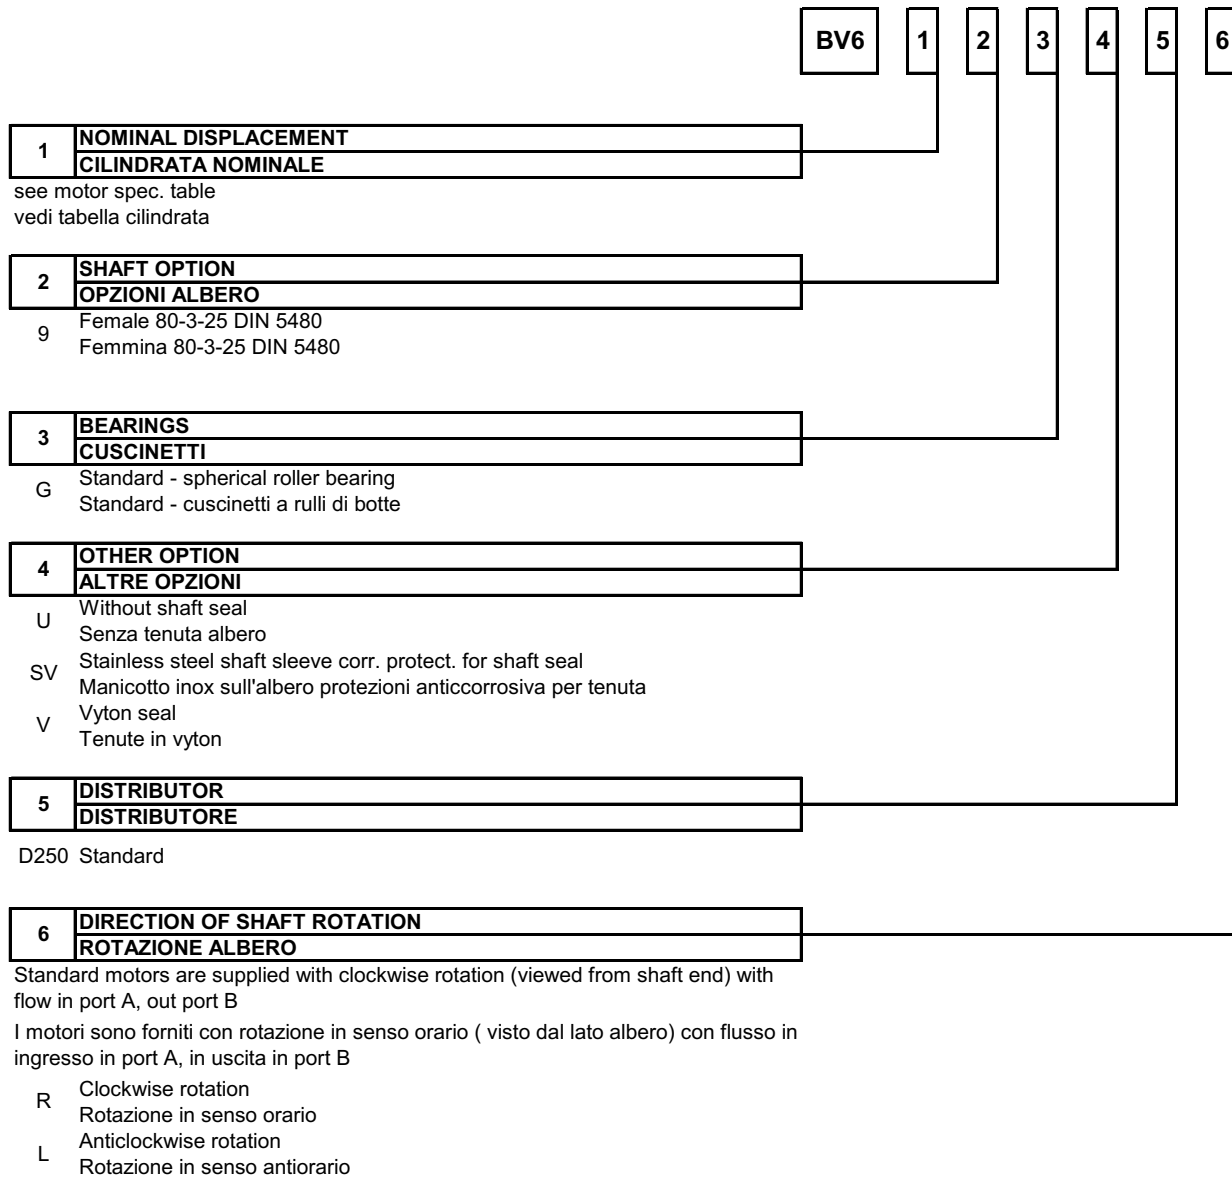 BV6 1 2 3 4 5 6
1 NOMINAL DISPLACEMENT
CILINDRATA NOMINALE
see motor spec. table
vedi tabella cilindrata
2 SHAFT OPTION
OPZIONI ALBERO
9 Female 80-3-25 DIN 5480
Femmina 80-3-25 DIN 5480
3 BEARINGS
CUSCINETTI
G Standard - spherical roller bearing
Standard - cuscinetti a rulli di botte
4 OTHER OPTION
ALTRE OPZIONI
U Without shaft seal
Senza tenuta albero
SV Stainless steel shaft sleeve corr. protect. for shaft seal
Manicotto inox sull'albero protezioni anticcorrosiva per tenuta
V Vyton seal
Tenute in vyton
5 DISTRIBUTOR
DISTRIBUTORE
D250 Standard
6 DIRECTION OF SHAFT ROTATION
ROTAZIONE ALBERO
Standard motors are supplied with clockwise rotation (viewed from shaft end) with
flow in port A, out port B
I motori sono forniti con rotazione in senso orario ( visto dal lato albero) con flusso in
ingresso in port A, in uscita in port B
R Clockwise rotation
Rotazione in senso orario
L Anticlockwise rotation
Rotazione in senso antiorario